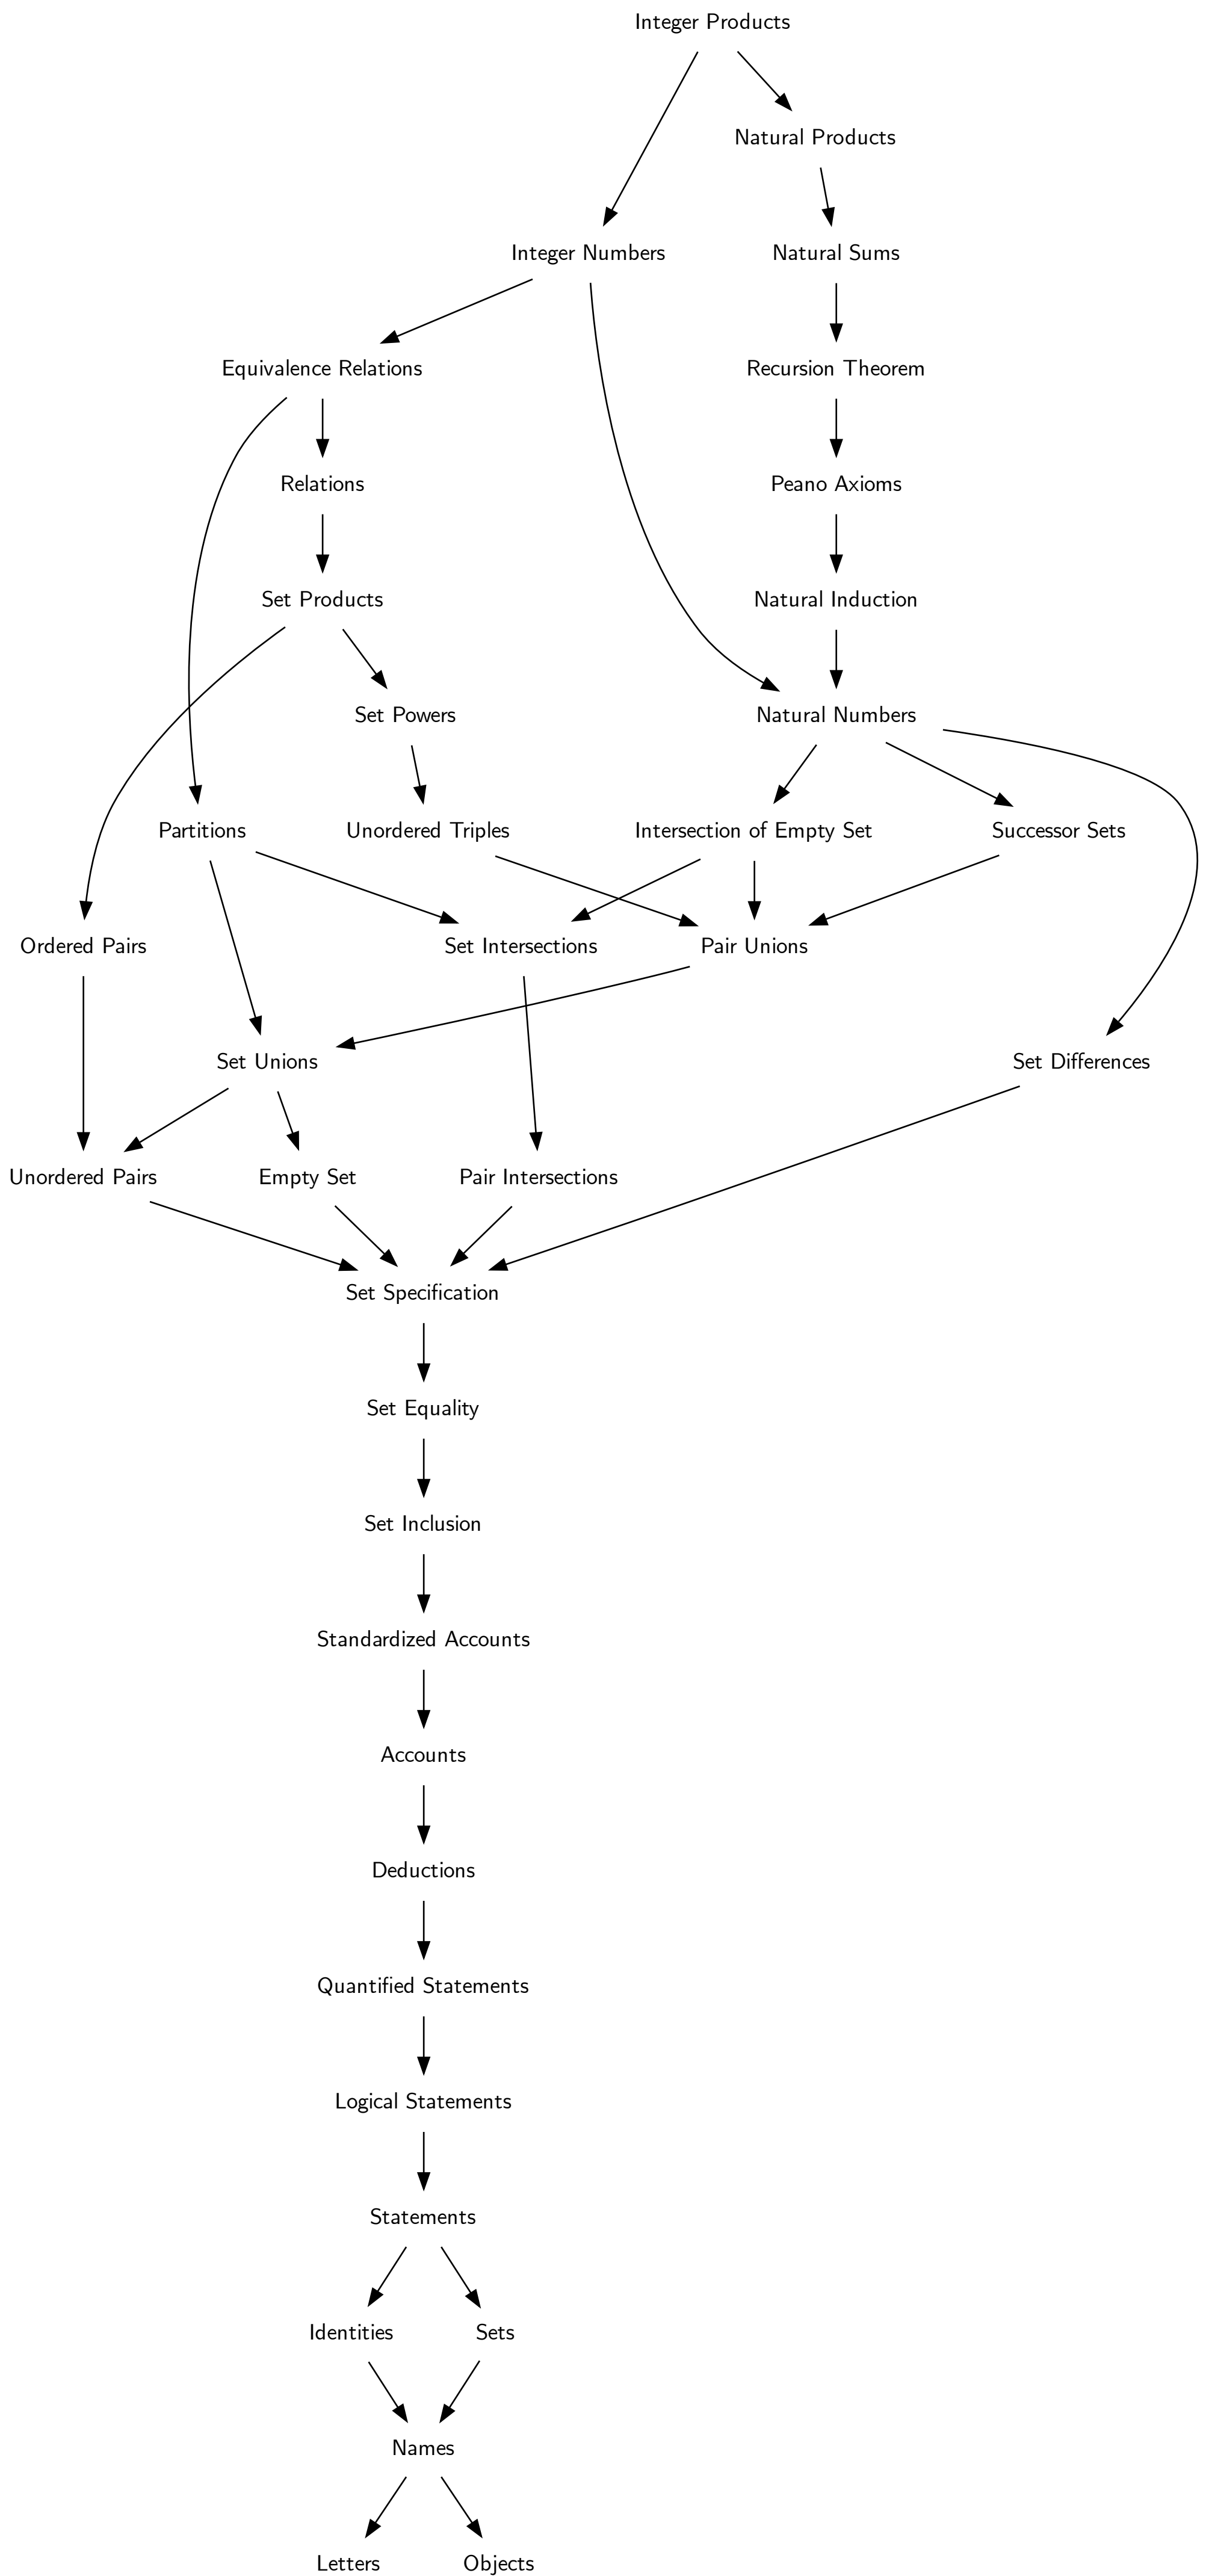 Integer Products
Natural Products
Integer Numbers
Natural Sums
Equivalence Relations
Recursion Theorem
Relations
Peano Axioms
Set Products
Natural Induction
Set Powers
Natural Numbers
Partitions
Unordered Triples
Intersection of Empty Set
Successor Sets
Ordered Pairs
Set Intersections
Pair Unions
Set Unions
Set Differences
Unordered Pairs
Empty Set
Pair Intersections
Set Specification
Set Equality
Set Inclusion
Standardized Accounts
Accounts
Deductions
Quantified Statements
Logical Statements
Statements
Identities
Sets
Names
Letters
Objects